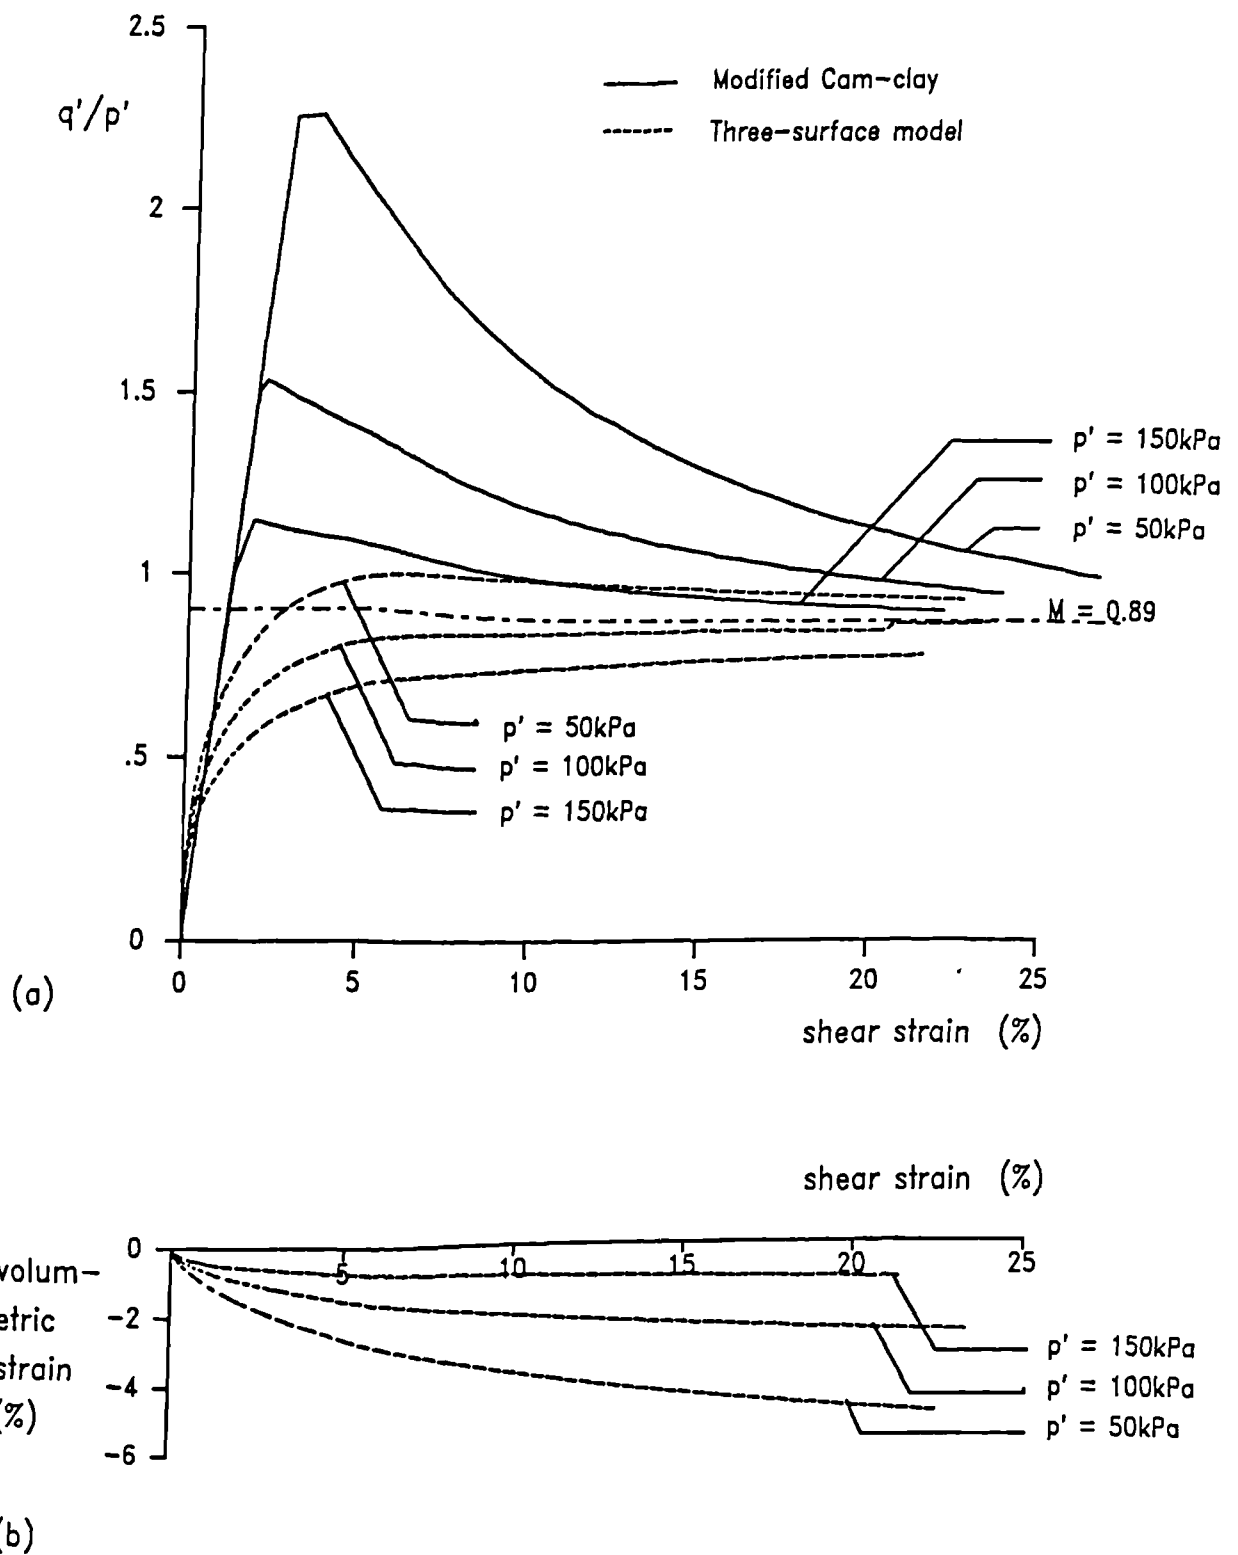 2.5
q'/p'
Modified Cam-clay
Three-surface model
2
1.5
p' = 150kPa
p' = 100kPa
p' = 50kPa
1
M = 0.89
p' = 50kPa
.5
p' = 100kPa
p' = 150kPa
0
0 5 10 15 20 25
(a)
shear strain (%)
shear strain (%)
0
5 10 15 20 25
volum-
etric
-2
strain
p' = 150kPa
-4
p' = 100kPa
(%)
p' = 50kPa
-6
(b)